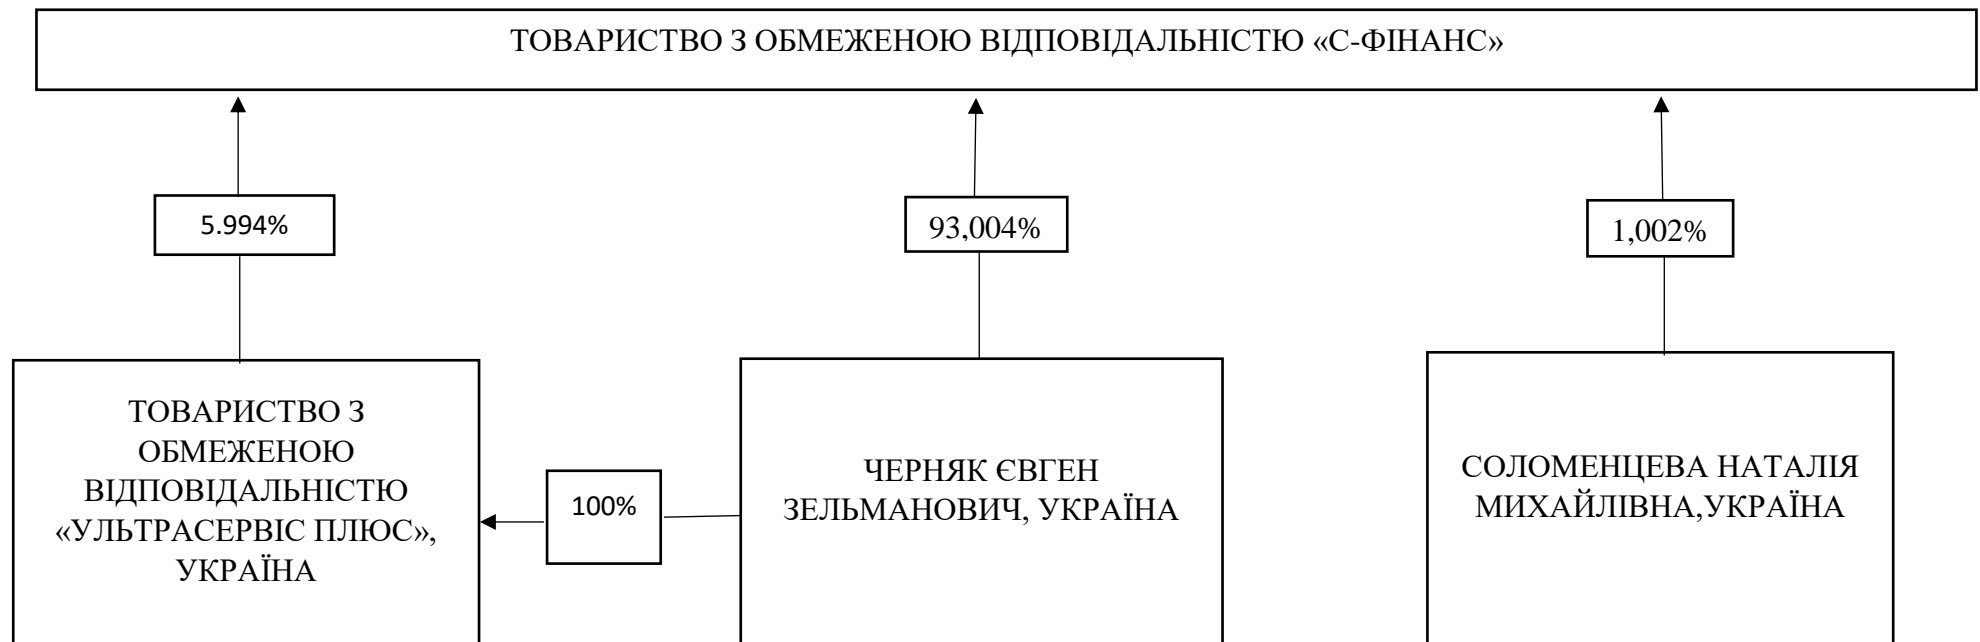 ТОВАРИСТВО З ОБМЕЖЕНОЮ ВІДПОВІДАЛЬНІСТЮ «С-ФІНАНС»
5.994%
93,004%
1,002%
ТОВАРИСТВО З
ОБМЕЖЕНОЮ
ВІДПОВІДАЛЬНІСТЮ
«УЛЬТРАСЕРВІС ПЛЮС»,
УКРАЇНА
100%
ЧЕРНЯК ЄВГЕН
ЗЕЛЬМАНОВИЧ, УКРАЇНА
СОЛОМЕНЦЕВА НАТАЛІЯ
МИХАЙЛІВНА,УКРАЇНА